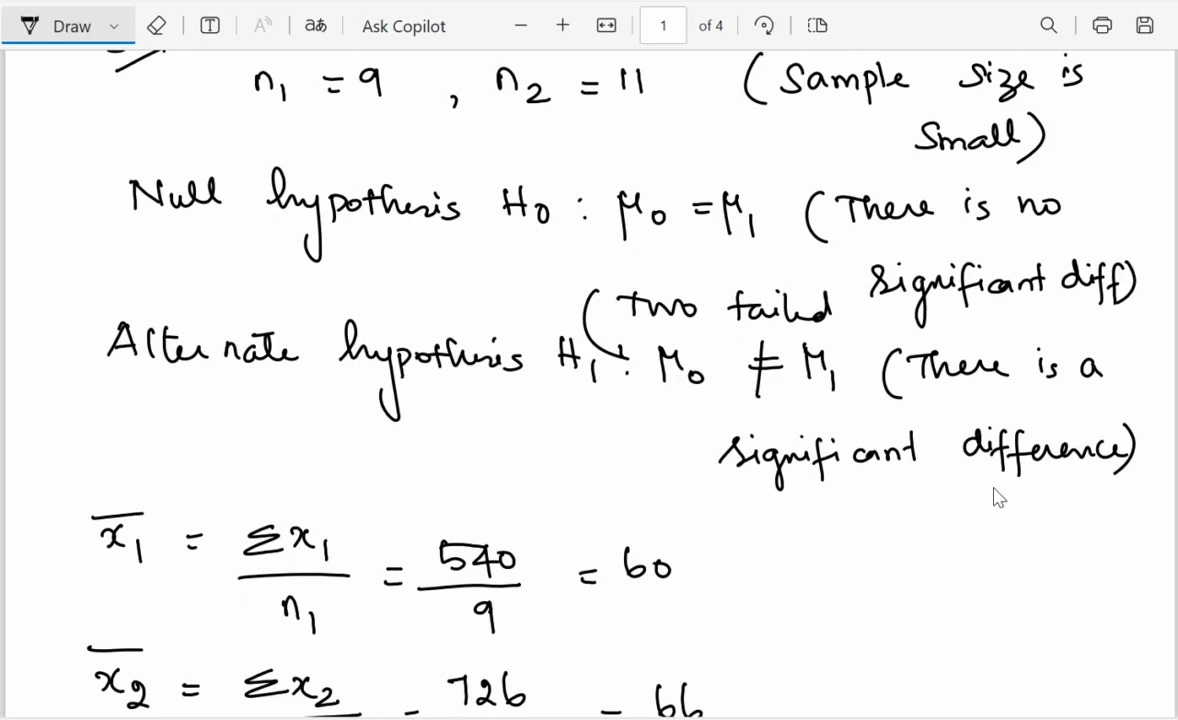 Draw aあ Ask Copilot 1 of 4
n1 = 9 , n2 = 11 (Sample size is
Small)
Null hypothesis H0 : μ0 = μ1 (There is no
significant diff)
(Two tailed
Alternate hypothesis H1 : μ0 ≠ μ1 (There is a
significant difference)
x̄1 = Σx1 / n1 = 540 / 9 = 60
x̄2 = Σx2 = 726 = 66